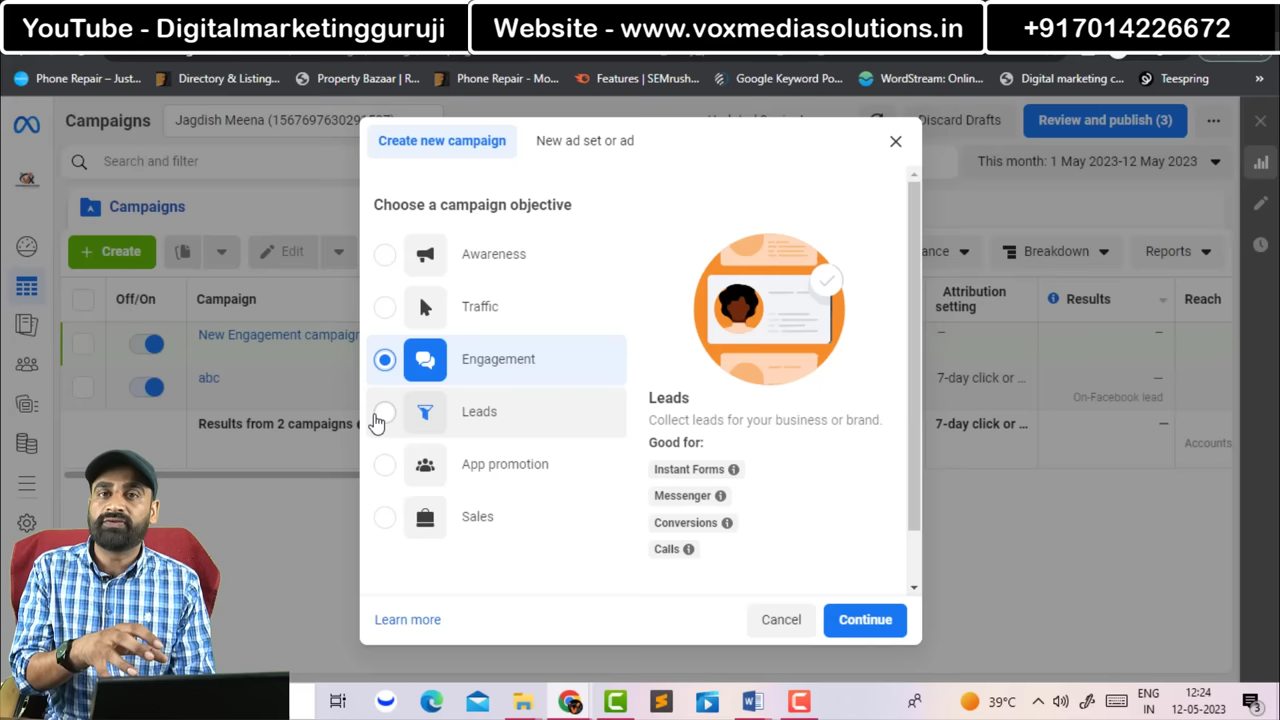 YouTube - Digitalmarketingguruji
Website - www.voxmediasolutions.in
+917014226672
Phone Repair – Just...
Directory & Listing...
Property Bazaar | R...
Phone Repair - Mo...
Features | SEMrush...
Google Keyword Po...
WordStream: Onlin...
Digital marketing c...
Teespring
»
Campaigns
Discard Drafts
Review and publish (3)
Search and filter
This month: 1 May 2023-12 May 2023
Campaigns
+ Create
Edit
Breakdown
Reports
Off/On
Campaign
Attribution
setting
Results
Reach
New Engagement campaign
abc
7-day click or ...
On-Facebook lead
Results from 2 campaigns
7-day click or ...
Accounts
Create new campaign
New ad set or ad
Choose a campaign objective
Awareness
Traffic
Engagement
Leads
App promotion
Sales
Leads
Collect leads for your business or brand.
Good for:
Instant Forms
Messenger
Conversions
Calls
Learn more
Cancel
Continue
39°C
ENG
IN
12:24
12-05-2023
3